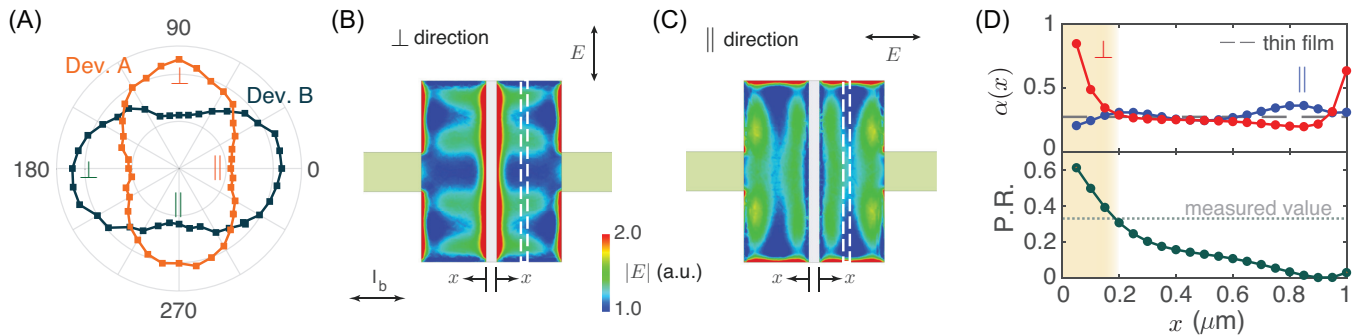 (A)
90
Dev. A
⊥
Dev. B
180
⊥
||
0
||
270
(B)
⊥ direction
E
x
x
I_b
2.0
|E| (a.u.)
1.0
(C)
|| direction
E
x
x
(D)
1
⊥
thin film
α(x)
0.5
||
0
0.6
measured value
P.R.
0.4
0.2
0
0
0.2
0.4
0.6
0.8
1
x (μm)